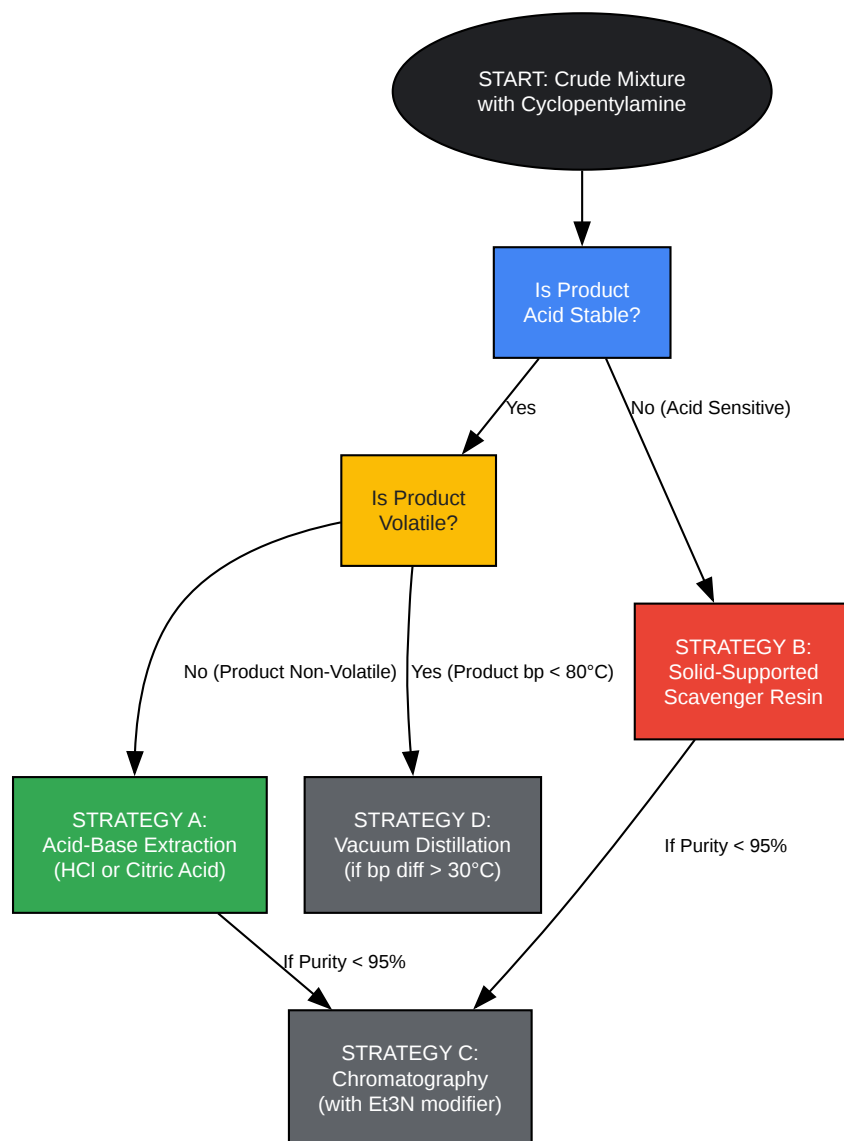 START: Crude Mixture
with Cyclopentylamine
Is Product
Acid Stable?
Yes
No (Acid Sensitive)
Is Product
Volatile?
No (Product Non-Volatile)
Yes (Product bp < 80°C)
STRATEGY B:
Solid-Supported
Scavenger Resin
STRATEGY A:
Acid-Base Extraction
(HCl or Citric Acid)
STRATEGY D:
Vacuum Distillation
(if bp diff > 30°C)
If Purity < 95%
If Purity < 95%
STRATEGY C:
Chromatography
(with Et3N modifier)